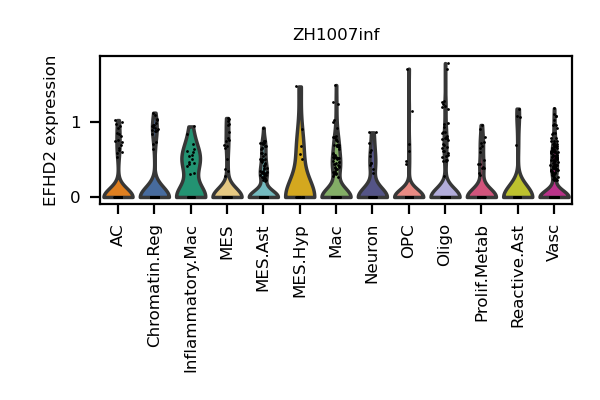 ZH1007inf
EFHD2 expression
1
0
AC
Chromatin.Reg
Inflammatory.Mac
MES
MES.Ast
MES.Hyp
Mac
Neuron
OPC
Oligo
Prolif.Metab
Reactive.Ast
Vasc